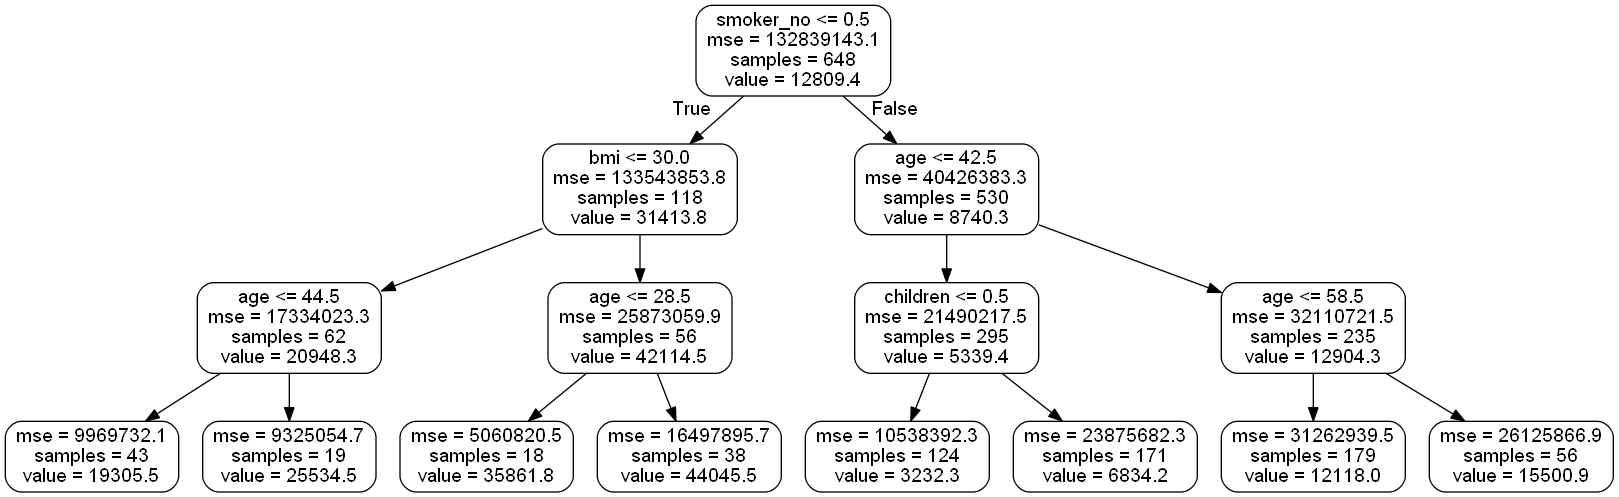 smoker_no <= 0.5
mse = 132839143.1
samples = 648
value = 12809.4
True
False
bmi <= 30.0
mse = 133543853.8
samples = 118
value = 31413.8
age <= 42.5
mse = 40426383.3
samples = 530
value = 8740.3
age <= 44.5
mse = 17334023.3
samples = 62
value = 20948.3
age <= 28.5
mse = 25873059.9
samples = 56
value = 42114.5
children <= 0.5
mse = 21490217.5
samples = 295
value = 5339.4
age <= 58.5
mse = 32110721.5
samples = 235
value = 12904.3
mse = 9969732.1
samples = 43
value = 19305.5
mse = 9325054.7
samples = 19
value = 25534.5
mse = 5060820.5
samples = 18
value = 35861.8
mse = 16497895.7
samples = 38
value = 44045.5
mse = 10538392.3
samples = 124
value = 3232.3
mse = 23875682.3
samples = 171
value = 6834.2
mse = 31262939.5
samples = 179
value = 12118.0
mse = 26125866.9
samples = 56
value = 15500.9